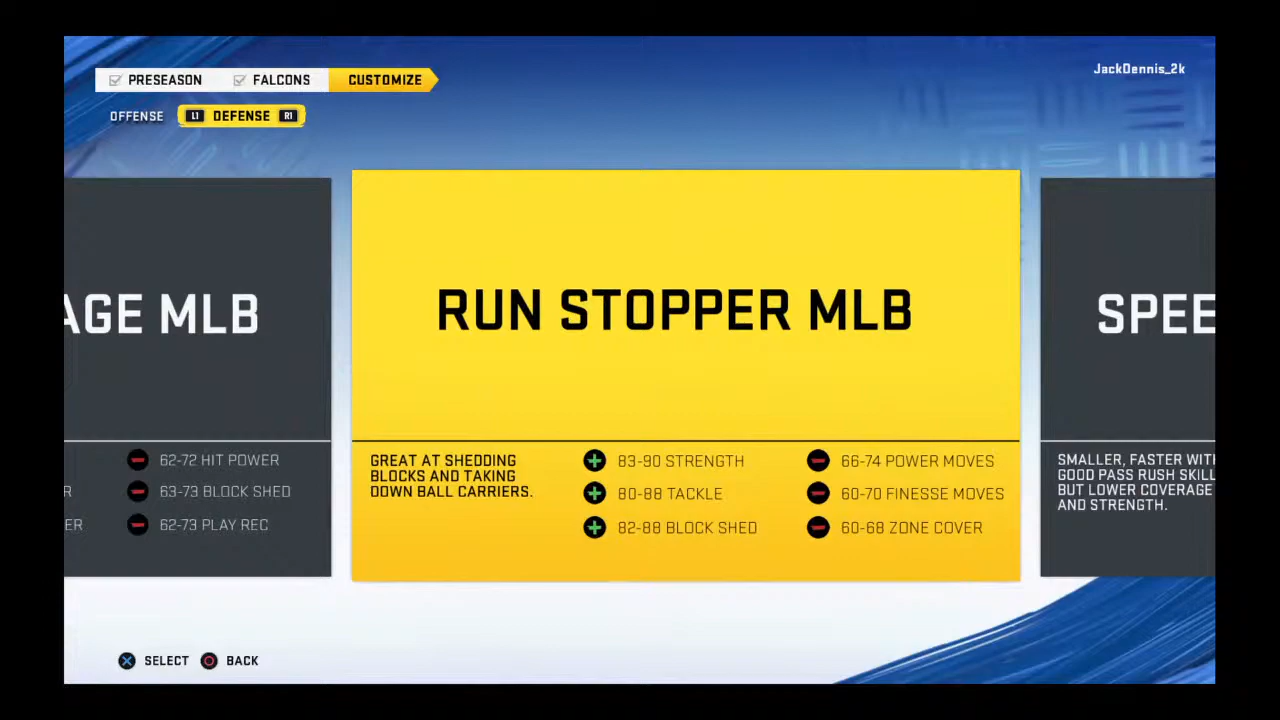 JackDennis_2k
PRESEASON FALCONS CUSTOMIZE
OFFENSE L1 DEFENSE R1
AGE MLB
62-72 HIT POWER
R 63-73 BLOCK SHED
ER 62-73 PLAY REC
RUN STOPPER MLB
GREAT AT SHEDDING
BLOCKS AND TAKING
DOWN BALL CARRIERS.
83-90 STRENGTH
80-88 TACKLE
82-88 BLOCK SHED
66-74 POWER MOVES
60-70 FINESSE MOVES
60-68 ZONE COVER
SPEE
SMALLER, FASTER WIT
GOOD PASS RUSH SKIL
BUT LOWER COVERAGE
AND STRENGTH.
SELECT BACK